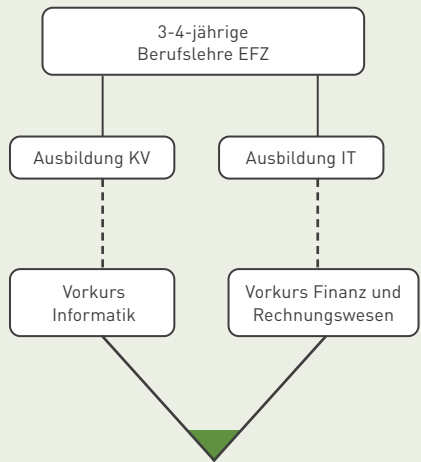 3-4-jährige
Berufslehre EFZ
Ausbildung KV
Ausbildung IT
Vorkurs
Informatik
Vorkurs Finanz und
Rechnungswesen